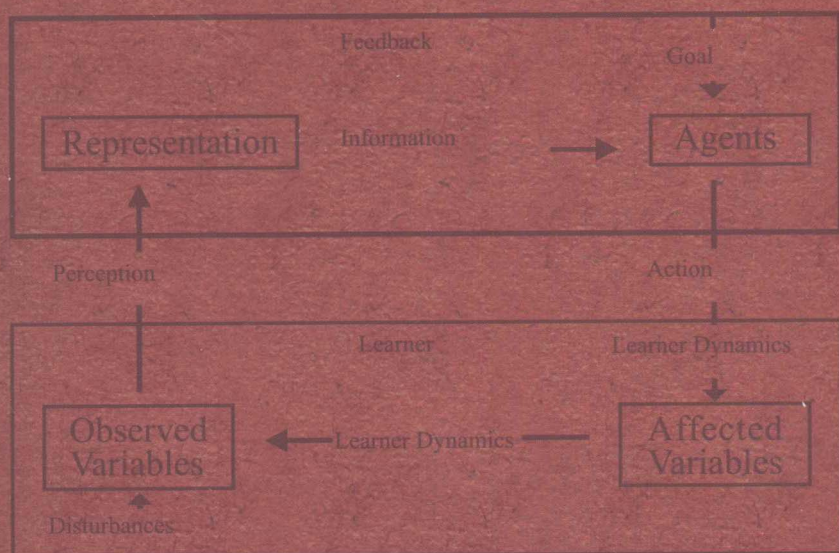 Feedback
Goal
Representation
Information
Agents
Perception
Action
Learner
Learner Dynamics
Observed
Variables
Learner Dynamics
Affected
Variables
Disturbances